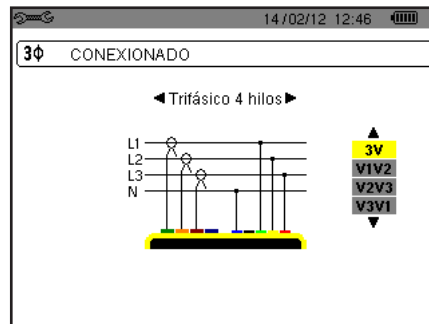 14/02/12 12:46
3ϕ CONEXIONADO
◄Trifásico 4 hilos►
L1
L2
L3
N
3V
V1V2
V2V3
V3V1